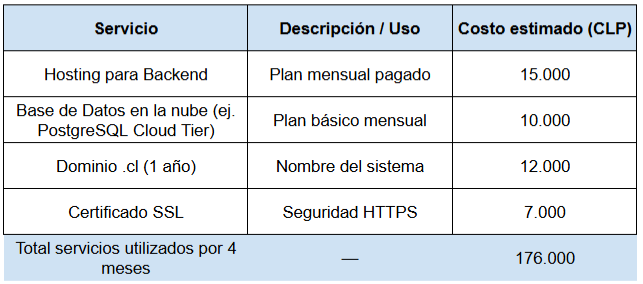 Servicio Descripción / Uso Costo estimado (CLP)
Hosting para Backend Plan mensual pagado 15.000
Base de Datos en la nube (ej.
PostgreSQL Cloud Tier) Plan básico mensual 10.000
Dominio .cl (1 año) Nombre del sistema 12.000
Certificado SSL Seguridad HTTPS 7.000
Total servicios utilizados por 4
meses — 176.000